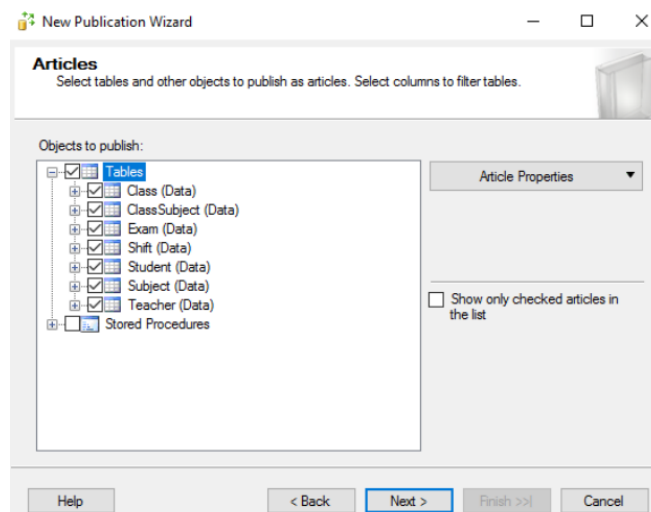 New Publication Wizard
Articles
Select tables and other objects to publish as articles. Select columns to filter tables.
Objects to publish:
Tables
Class (Data)
ClassSubject (Data)
Exam (Data)
Shift (Data)
Student (Data)
Subject (Data)
Teacher (Data)
Stored Procedures
Article Properties
Show only checked articles in
the list
Help
< Back
Next >
Finish >>|
Cancel